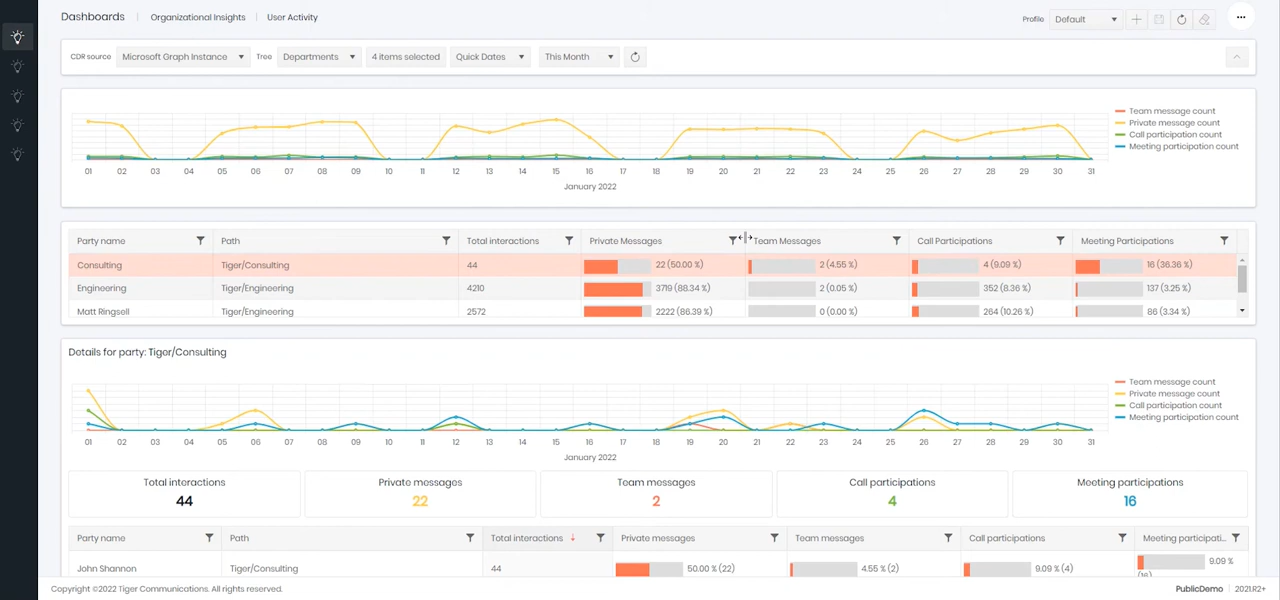 Dashboards Organizational Insights User Activity Profile Default
CDR source Microsoft Graph Instance Tree Departments 4 items selected Quick Dates This Month
Team message count
Private message count
Call participation count
Meeting participation count
01 02 03 04 05 06 07 08 09 10 11 12 13 14 15 16 17 18 19 20 21 22 23 24 25 26 27 28 29 30 31
January 2022
Party name Path Total interactions Private Messages Team Messages Call Participations Meeting Participations
Consulting Tiger/Consulting 44 22 (50.00 %) 2 (4.55 %) 4 (9.09 %) 16 (36.36 %)
Engineering Tiger/Engineering 4210 3719 (88.34 %) 2 (0.05 %) 352 (8.36 %) 137 (3.25 %)
Matt Ringsell Tiger/Engineering 2572 2222 (86.39 %) 0 (0.00 %) 264 (10.26 %) 86 (3.34 %)
Details for party: Tiger/Consulting
Team message count
Private message count
Call participation count
Meeting participation count
01 02 03 04 05 06 07 08 09 10 11 12 13 14 15 16 17 18 19 20 21 22 23 24 25 26 27 28 29 30 31
January 2022
Total interactions Private messages Team messages Call participations Meeting participations
44 22 2 4 16
Party name Path Total interactions Private messages Team messages Call participations Meeting participati...
John Shannon Tiger/Consulting 44 50.00 % (22) 4.55 % (2) 9.09 % (4) 9.09 %
(16)
Copyright ©2022 Tiger Communications. All rights reserved. PublicDemo 2021.R2+